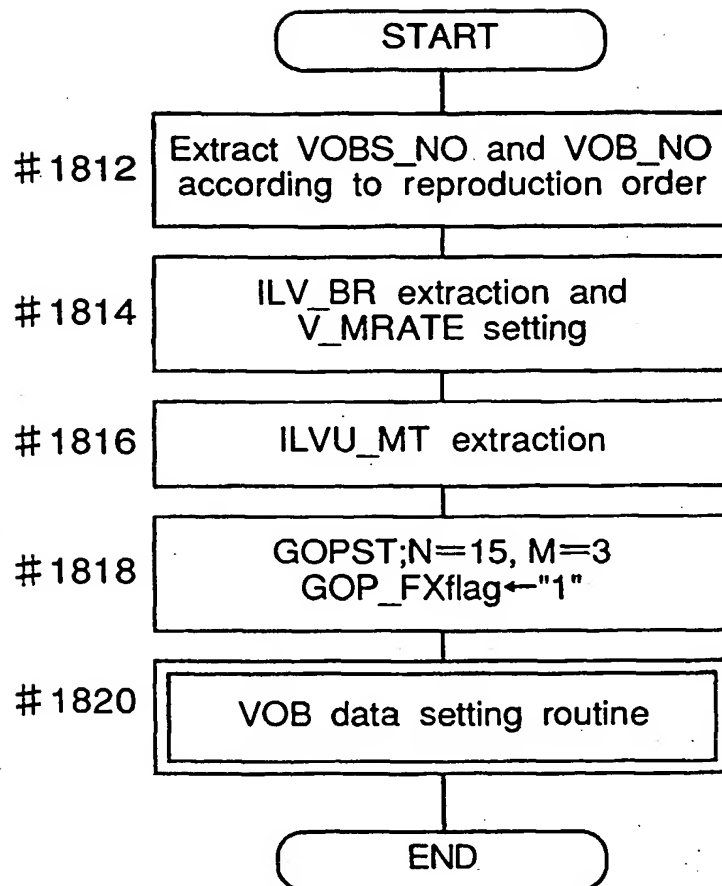 START
#1812
Extract VOBS_NO and VOB_NO
according to reproduction order
#1814
ILV_BR extraction and
V_MRATE setting
#1816
ILVU_MT extraction
#1818
GOPST;N=15, M=3
GOP_FXflag←"1"
#1820
VOB data setting routine
END